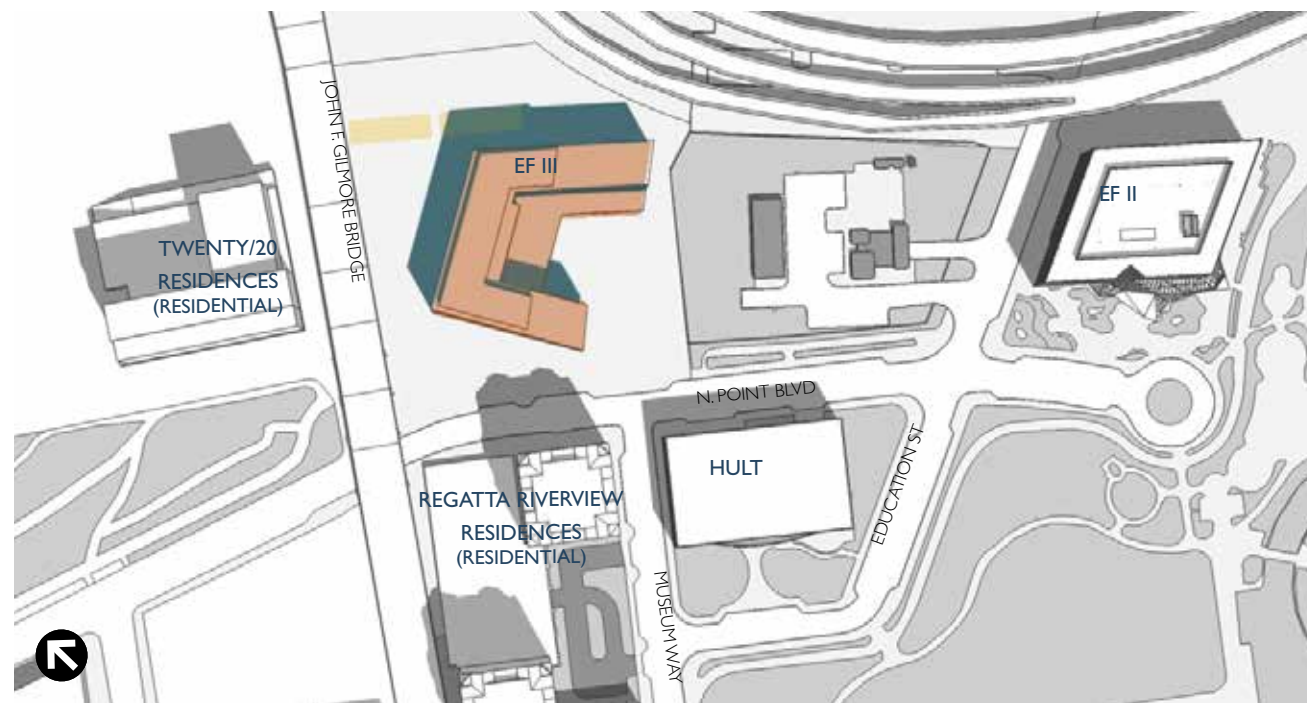 JOHN F. GILMORE BRIDGE
EF III
EF II
TWENTY/20
RESIDENCES
(RESIDENTIAL)
N. POINT BLVD
HULT
EDUCATION ST
REGATTA RIVERVIEW
RESIDENCES
(RESIDENTIAL)
MUSEUM WAY